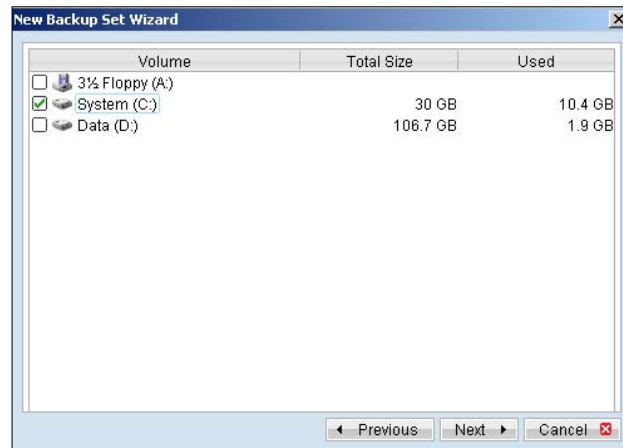 New Backup Set Wizard
Volume Total Size Used
3½ Floppy (A:)
System (C:) 30 GB 10.4 GB
Data (D:) 106.7 GB 1.9 GB
Previous Next Cancel